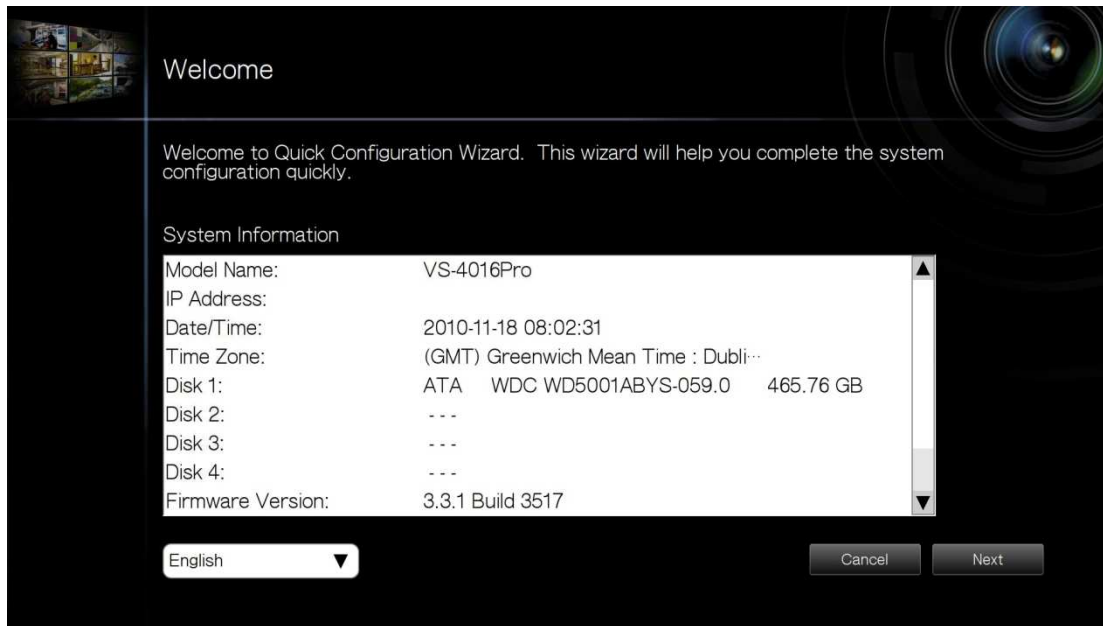 Welcome
Welcome to Quick Configuration Wizard. This wizard will help you complete the system
configuration quickly.
System Information
Model Name: VS-4016Pro
IP Address:
Date/Time: 2010-11-18 08:02:31
Time Zone: (GMT) Greenwich Mean Time : Dubli...
Disk 1: ATA WDC WD5001ABYS-059.0 465.76 GB
Disk 2: ---
Disk 3: ---
Disk 4: ---
Firmware Version: 3.3.1 Build 3517
English Cancel Next